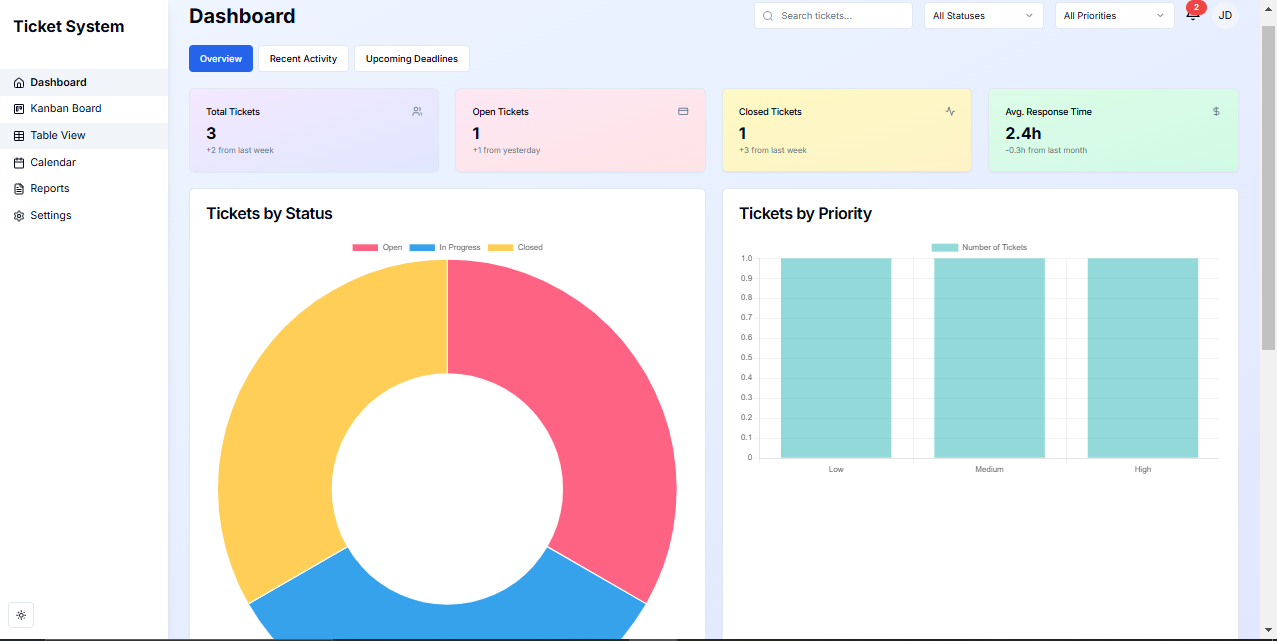 Ticket System
Dashboard
Kanban Board
Table View
Calendar
Reports
Settings
Dashboard
Search tickets...
All Statuses
All Priorities
2
JD
Overview
Recent Activity
Upcoming Deadlines
Total Tickets
3
+2 from last week
Open Tickets
1
+1 from yesterday
Closed Tickets
1
+3 from last week
Avg. Response Time
$
2.4h
-0.3h from last month
Tickets by Status
Open In Progress Closed
Tickets by Priority
Number of Tickets
1.0
0.9
0.8
0.7
0.6
0.5
0.4
0.3
0.2
0.1
0
Low Medium High